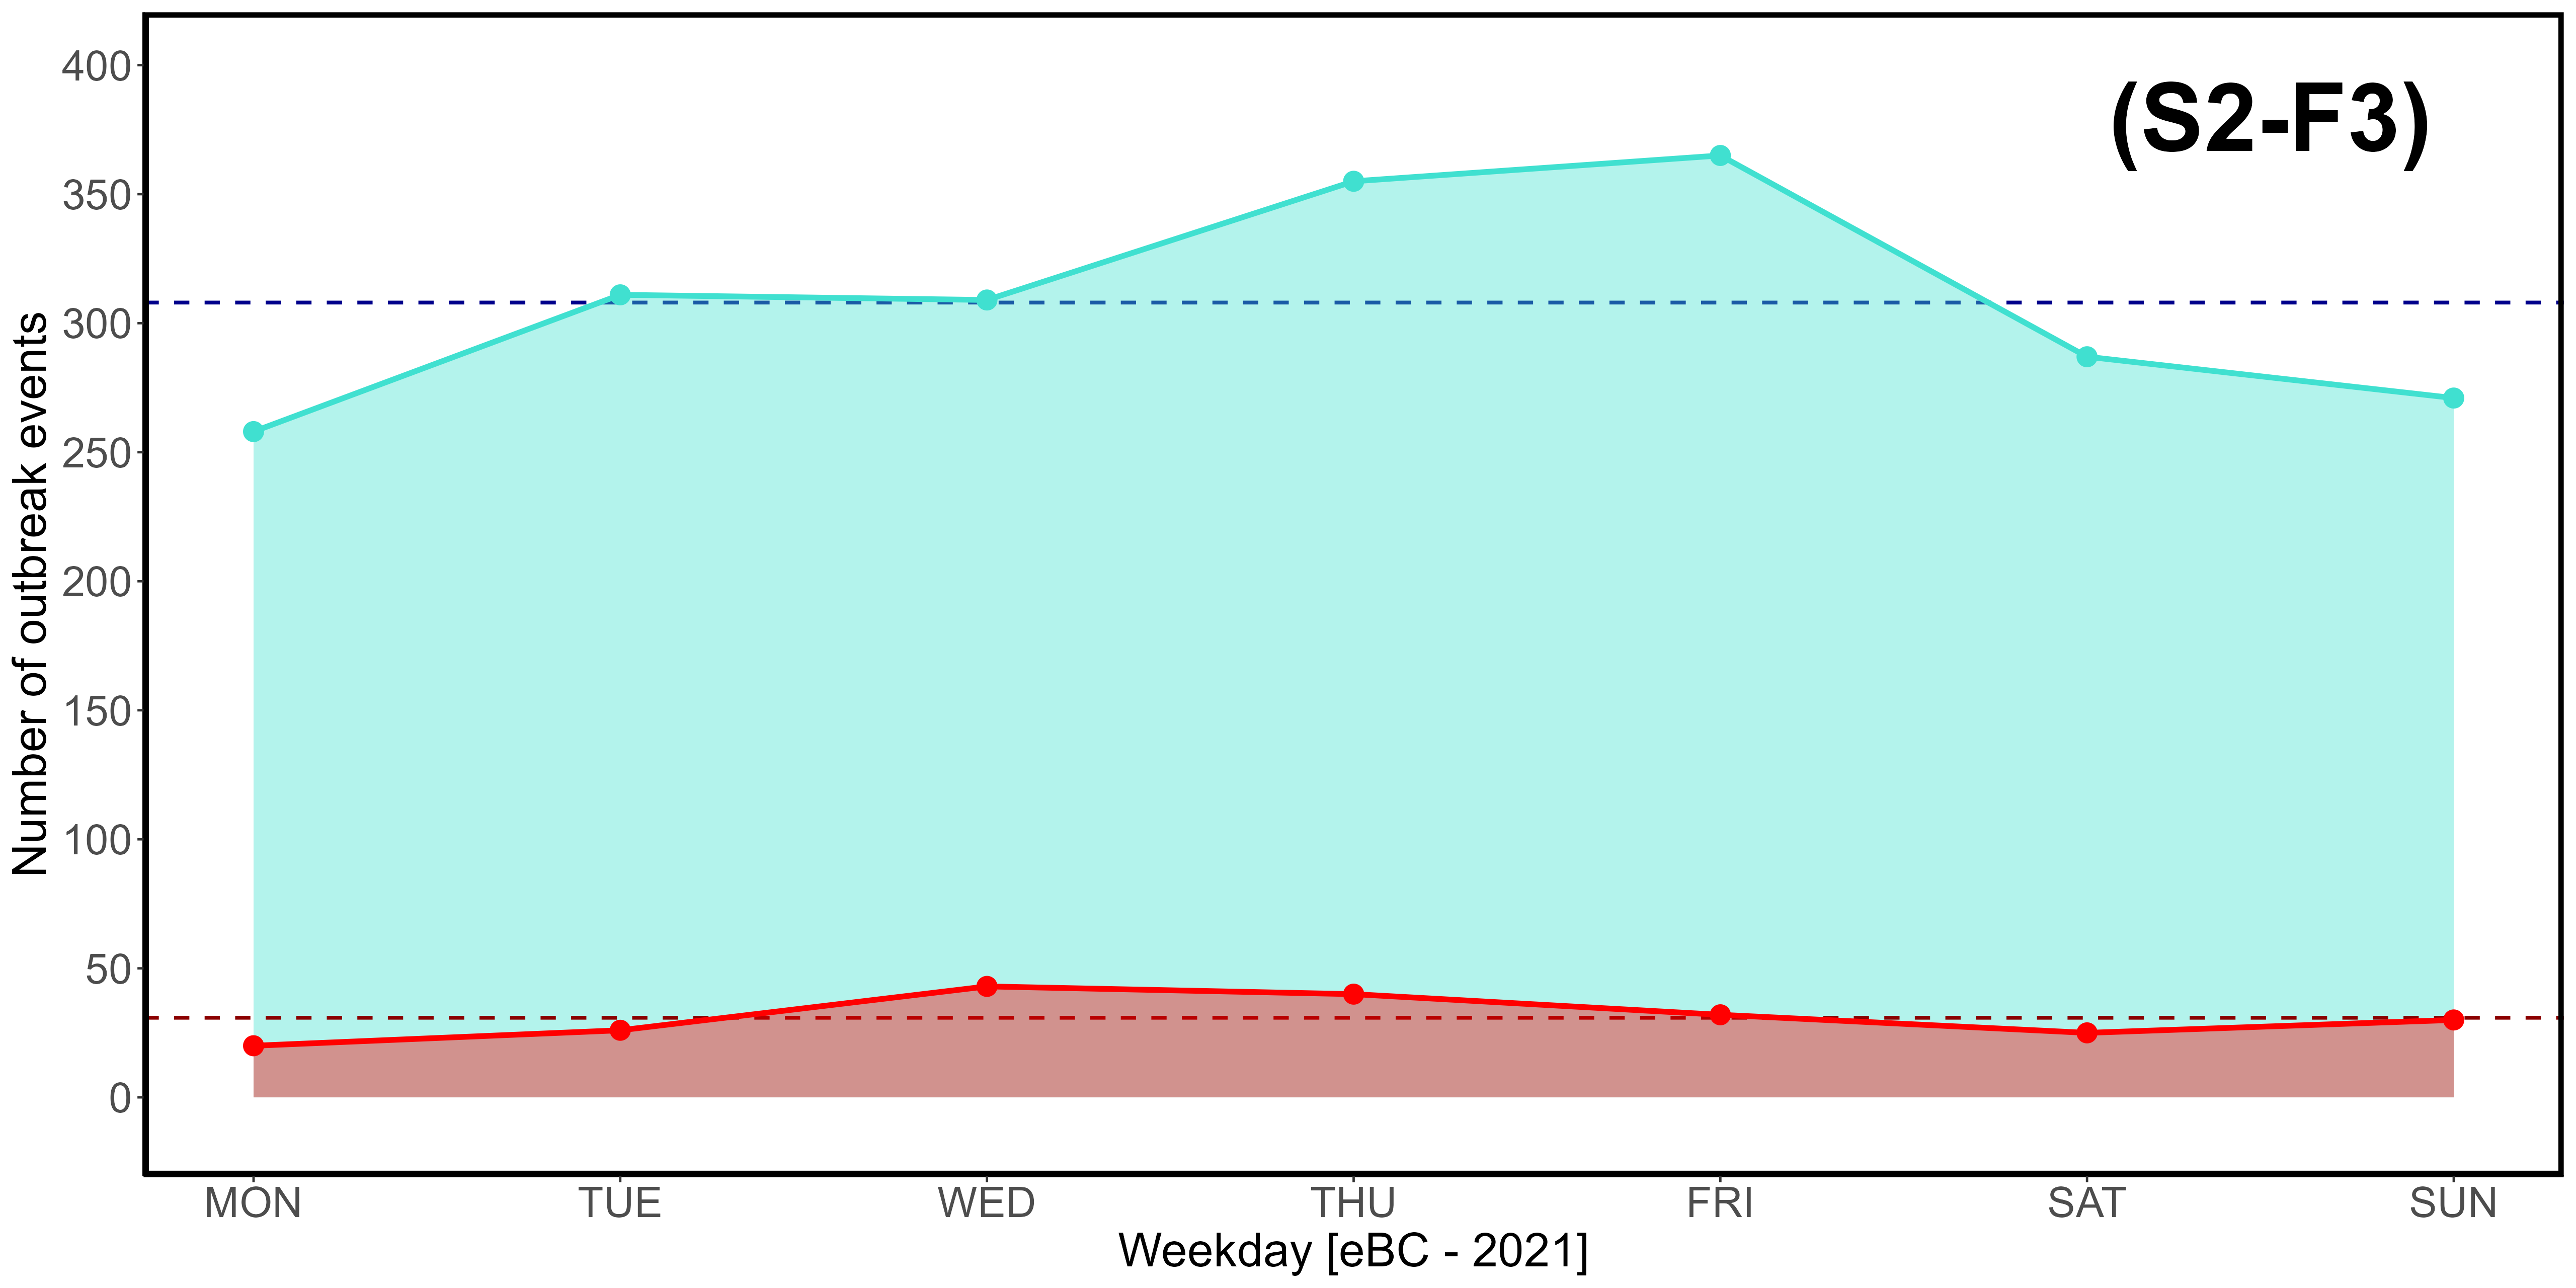 (S2-F3)
Number of outbreak events
400
350
300
250
200
150
100
50
0
MON TUE WED THU FRI SAT SUN
Weekday [eBC - 2021]